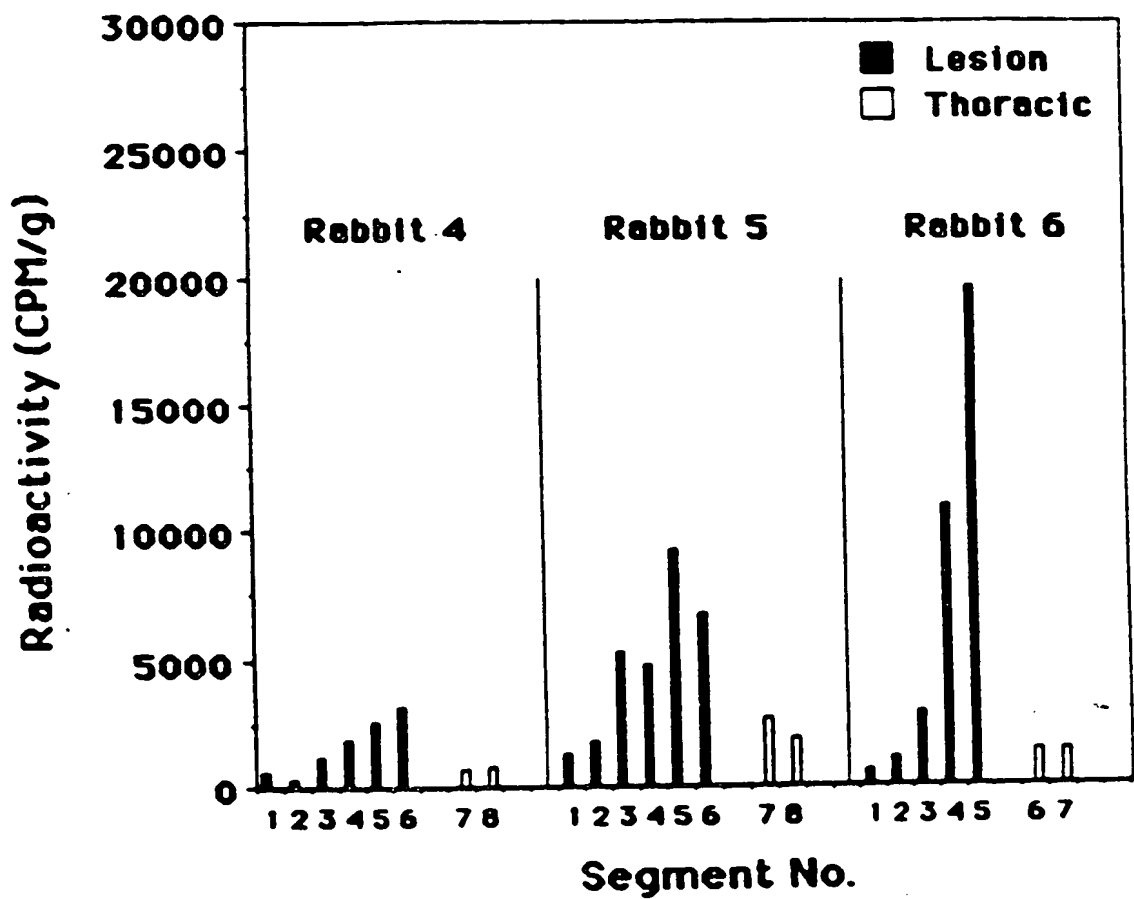 30000
Lesion
Thoracic
25000
Rabbit 4 Rabbit 5 Rabbit 6
20000
15000
10000
5000
0
1 2 3 4 5 6 7 8 1 2 3 4 5 6 7 8 1 2 3 4 5 6 7
Segment No.
Radioactivity (CPM/g)